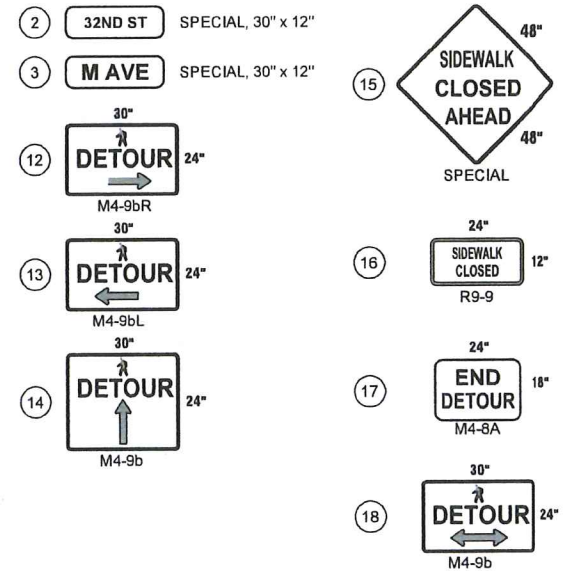 2 32ND ST SPECIAL, 30" x 12"
3 M AVE SPECIAL, 30" x 12"
30"
12 DETOUR 24"
M4-9bR
30"
13 DETOUR 24"
M4-9bL
30"
14 DETOUR 24"
M4-9b
48"
15 SIDEWALK
CLOSED
AHEAD
48"
SPECIAL
24"
16 SIDEWALK
CLOSED 12"
R9-9
24"
17 END 18"
DETOUR
M4-8A
30"
18 DETOUR 24"
M4-9b